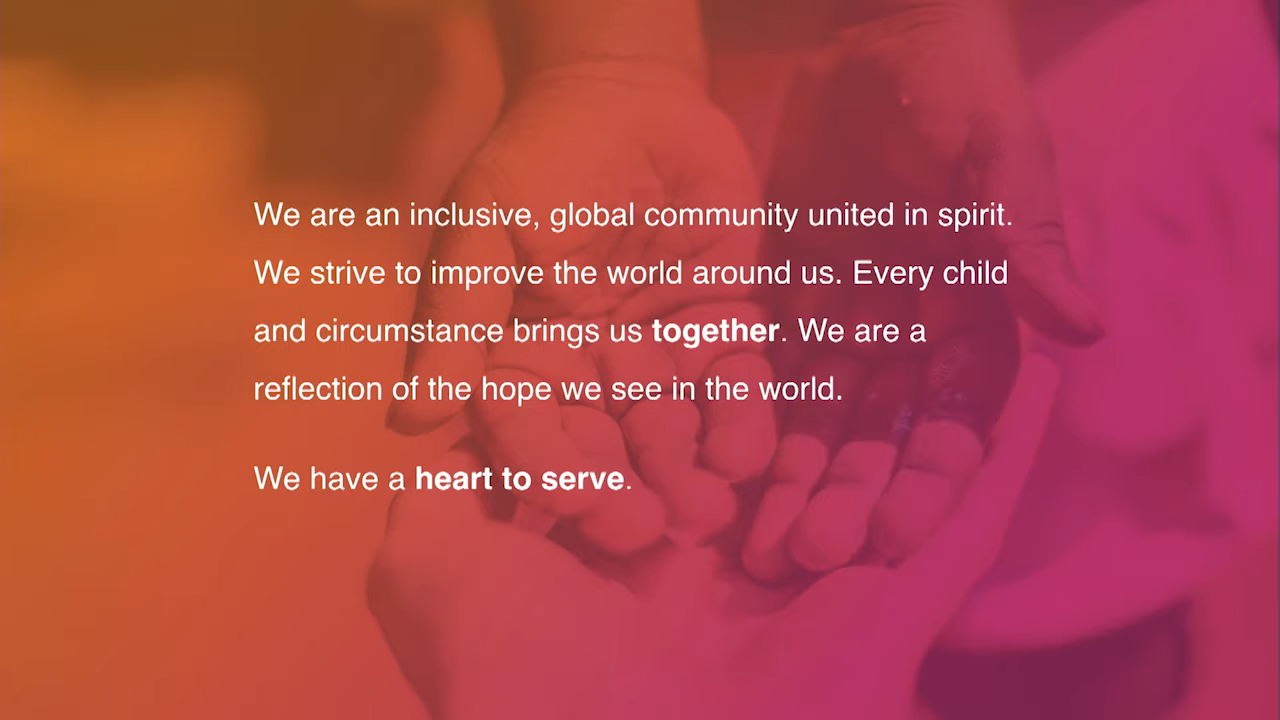 We are an inclusive, global community united in spirit.
We strive to improve the world around us. Every child
and circumstance brings us together. We are a
reflection of the hope we see in the world.
We have a heart to serve.